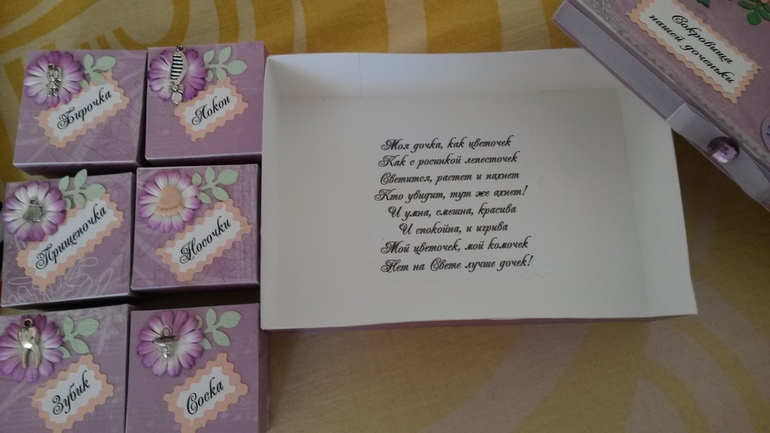 Бирочка
Локон
Прищепочка
Носочки
Зубик
Соска
Моя дочка, как цветочек
Как с росинкой лепесточек
Светится, растет и пахнет
Кто увидит, тут же ахнет!
И умна, смешна, красива
И спокойна, и игрива
Мой цветочек, мой комочек
Нет на Свете лучше дочек!
Сокровища
нашей доченьки